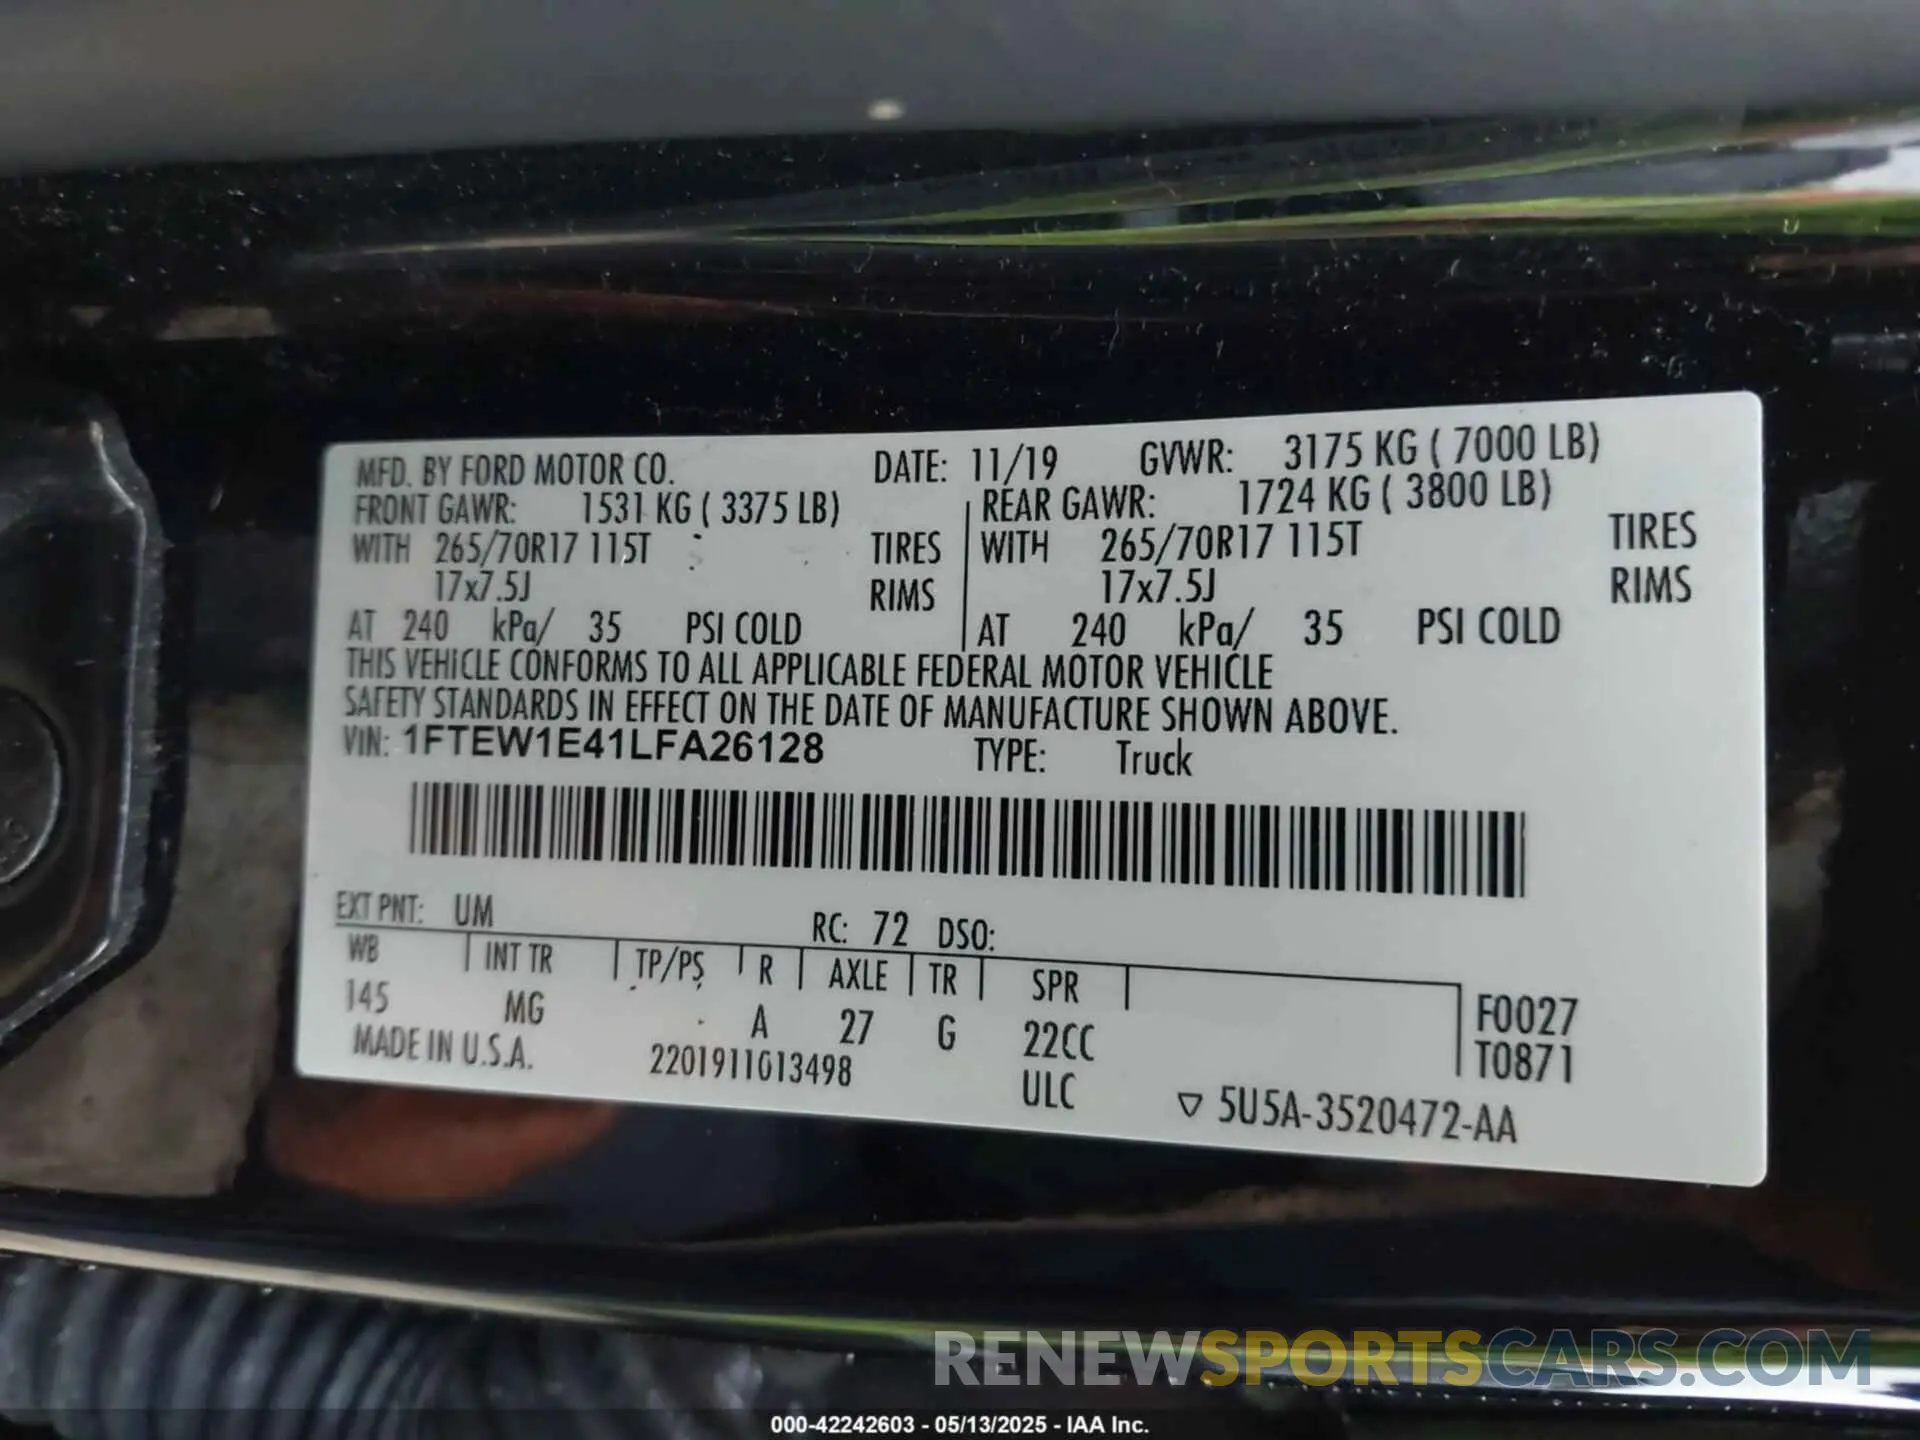 MFD. BY FORD MOTOR CO. DATE: 11/19 GVWR: 3175 KG ( 7000 LB)
FRONT GAWR: 1531 KG ( 3375 LB) REAR GAWR: 1724 KG ( 3800 LB)
WITH 265/70R17 115T TIRES WITH 265/70R17 115T TIRES
17x7.5J RIMS 17x7.5J RIMS
AT 240 kPa/ 35 PSI COLD AT 240 kPa/ 35 PSI COLD
THIS VEHICLE CONFORMS TO ALL APPLICABLE FEDERAL MOTOR VEHICLE
SAFETY STANDARDS IN EFFECT ON THE DATE OF MANUFACTURE SHOWN ABOVE.
VIN: 1FTEW1E41LFA26128 TYPE: Truck
EXT PNT: UM RC: 72 DSO:
WB INT TR TP/PS R AXLE TR SPR
145 MG A 27 G 22CC F0027
MADE IN U.S.A. 2201911013498 ULC T0871
▽ 5U5A-3520472-AA
RENEWSPORTSCARS.COM
000-42242603 - 05/13/2025 - IAA Inc.